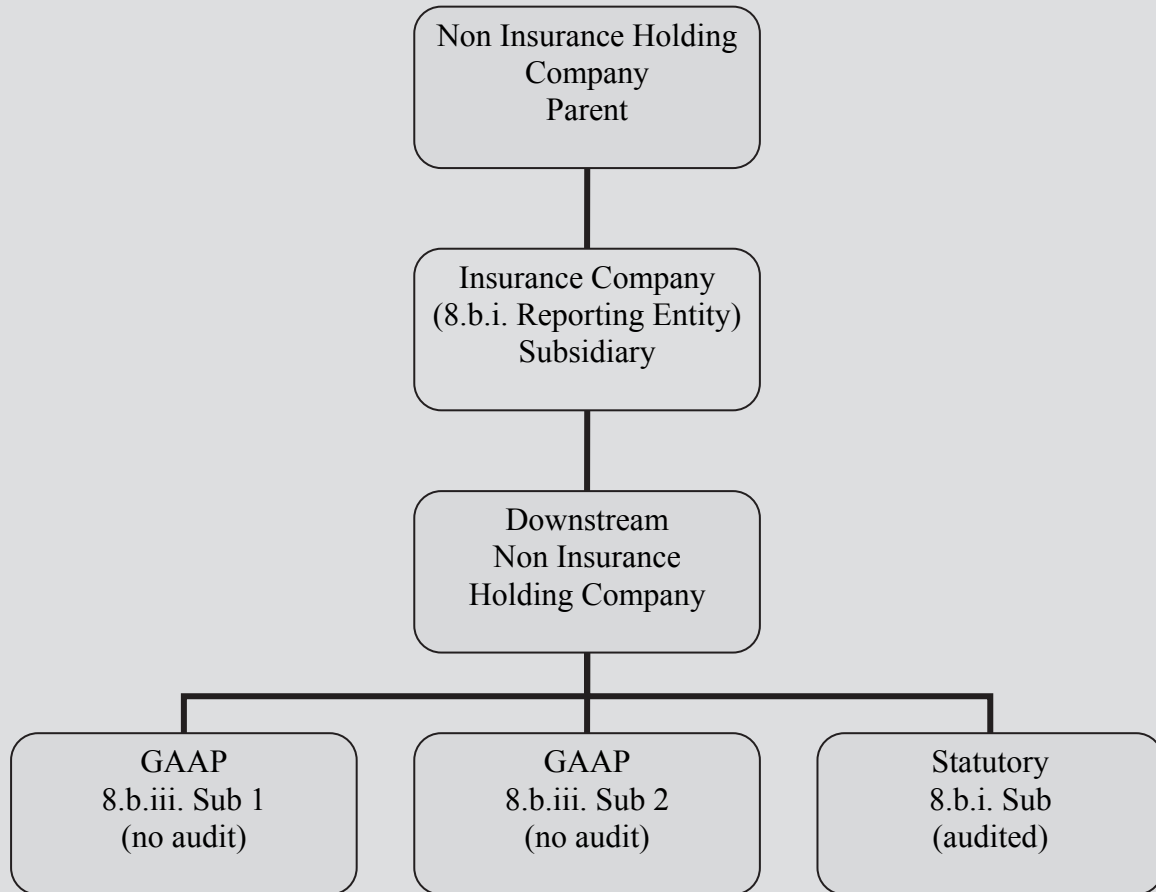 Non Insurance Holding
Company
Parent
Insurance Company
(8.b.i. Reporting Entity)
Subsidiary
Downstream
Non Insurance
Holding Company
GAAP
8.b.iii. Sub 1
(no audit)
GAAP
8.b.iii. Sub 2
(no audit)
Statutory
8.b.i. Sub
(audited)